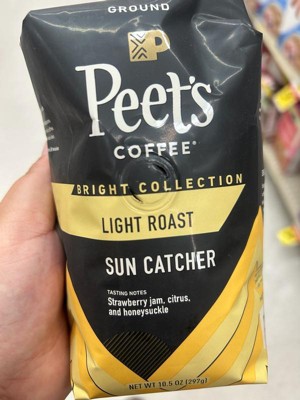 GROUND
Peet's
COFFEE®
BRIGHT COLLECTION
LIGHT ROAST
SUN CATCHER
TASTING NOTES
Strawberry jam, citrus,
and honeysuckle
NET WT 10.5 OZ (297g)